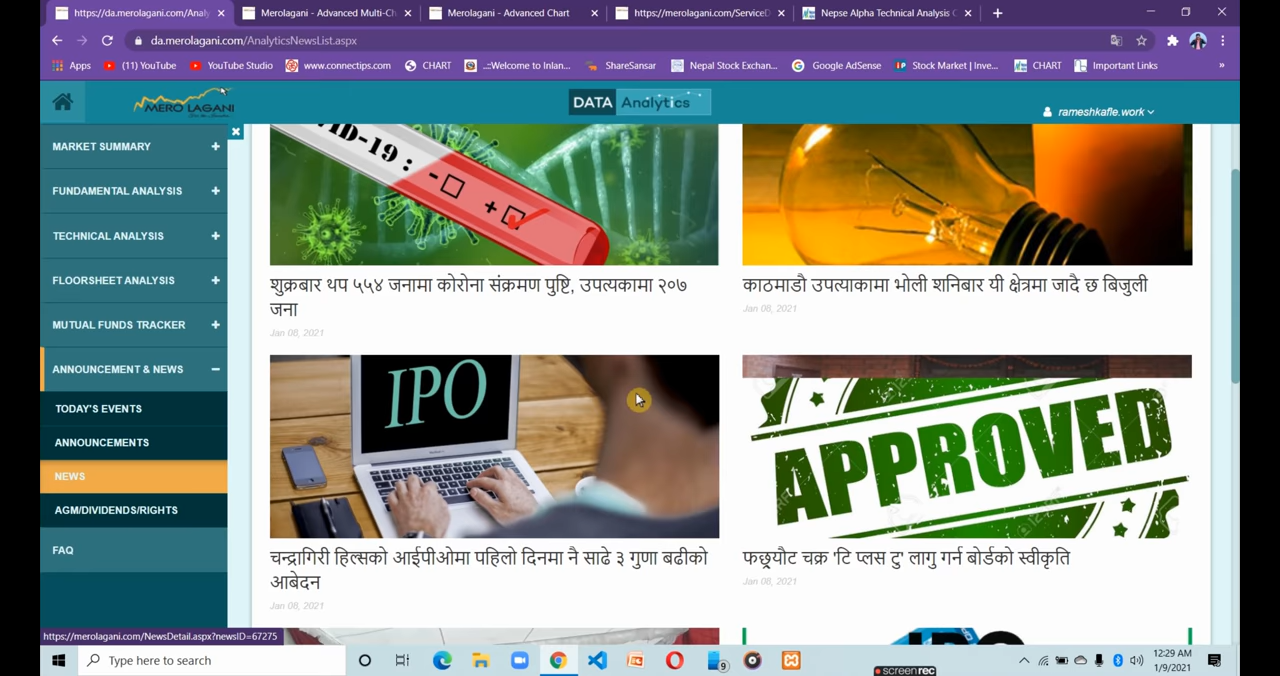 https://da.merolagani.com/Analy
Merolagani - Advanced Multi-Ch
Merolagani - Advanced Chart
https://merolagani.com/ServiceD
Nepse Alpha Technical Analysis C
da.merolagani.com/AnalyticsNewsList.aspx
Apps
(11) YouTube
YouTube Studio
www.connectips.com
CHART
..::Welcome to Inlan...
ShareSansar
Nepal Stock Exchan...
Google AdSense
Stock Market | Inve...
CHART
Important Links
»
MERO LAGANI
DATA Analytics
rameshkafle.work
MARKET SUMMARY +
FUNDAMENTAL ANALYSIS +
TECHNICAL ANALYSIS +
FLOORSHEET ANALYSIS +
MUTUAL FUNDS TRACKER +
ANNOUNCEMENT & NEWS −
TODAY'S EVENTS
ANNOUNCEMENTS
NEWS
AGM/DIVIDENDS/RIGHTS
FAQ
VID-19 :
शुक्रबार थप ५५४ जनामा कोरोना संक्रमण पुष्टि, उपत्यकामा २०७
जना
Jan 08, 2021
काठमाडौ उपत्याकामा भोली शनिबार यी क्षेत्रमा जादै छ बिजुली
Jan 08, 2021
IPO
चन्द्रागिरी हिल्सको आईपीओमा पहिलो दिनमा नै साढे ३ गुणा बढीको
आबेदन
Jan 08, 2021
APPROVED
फछ्र्यौट चक्र 'टि प्लस टु' लागु गर्न बोर्डको स्वीकृति
Jan 08, 2021
https://merolagani.com/NewsDetail.aspx?newsID=67275
Type here to search
9
screenrec
12:29 AM
1/9/2021